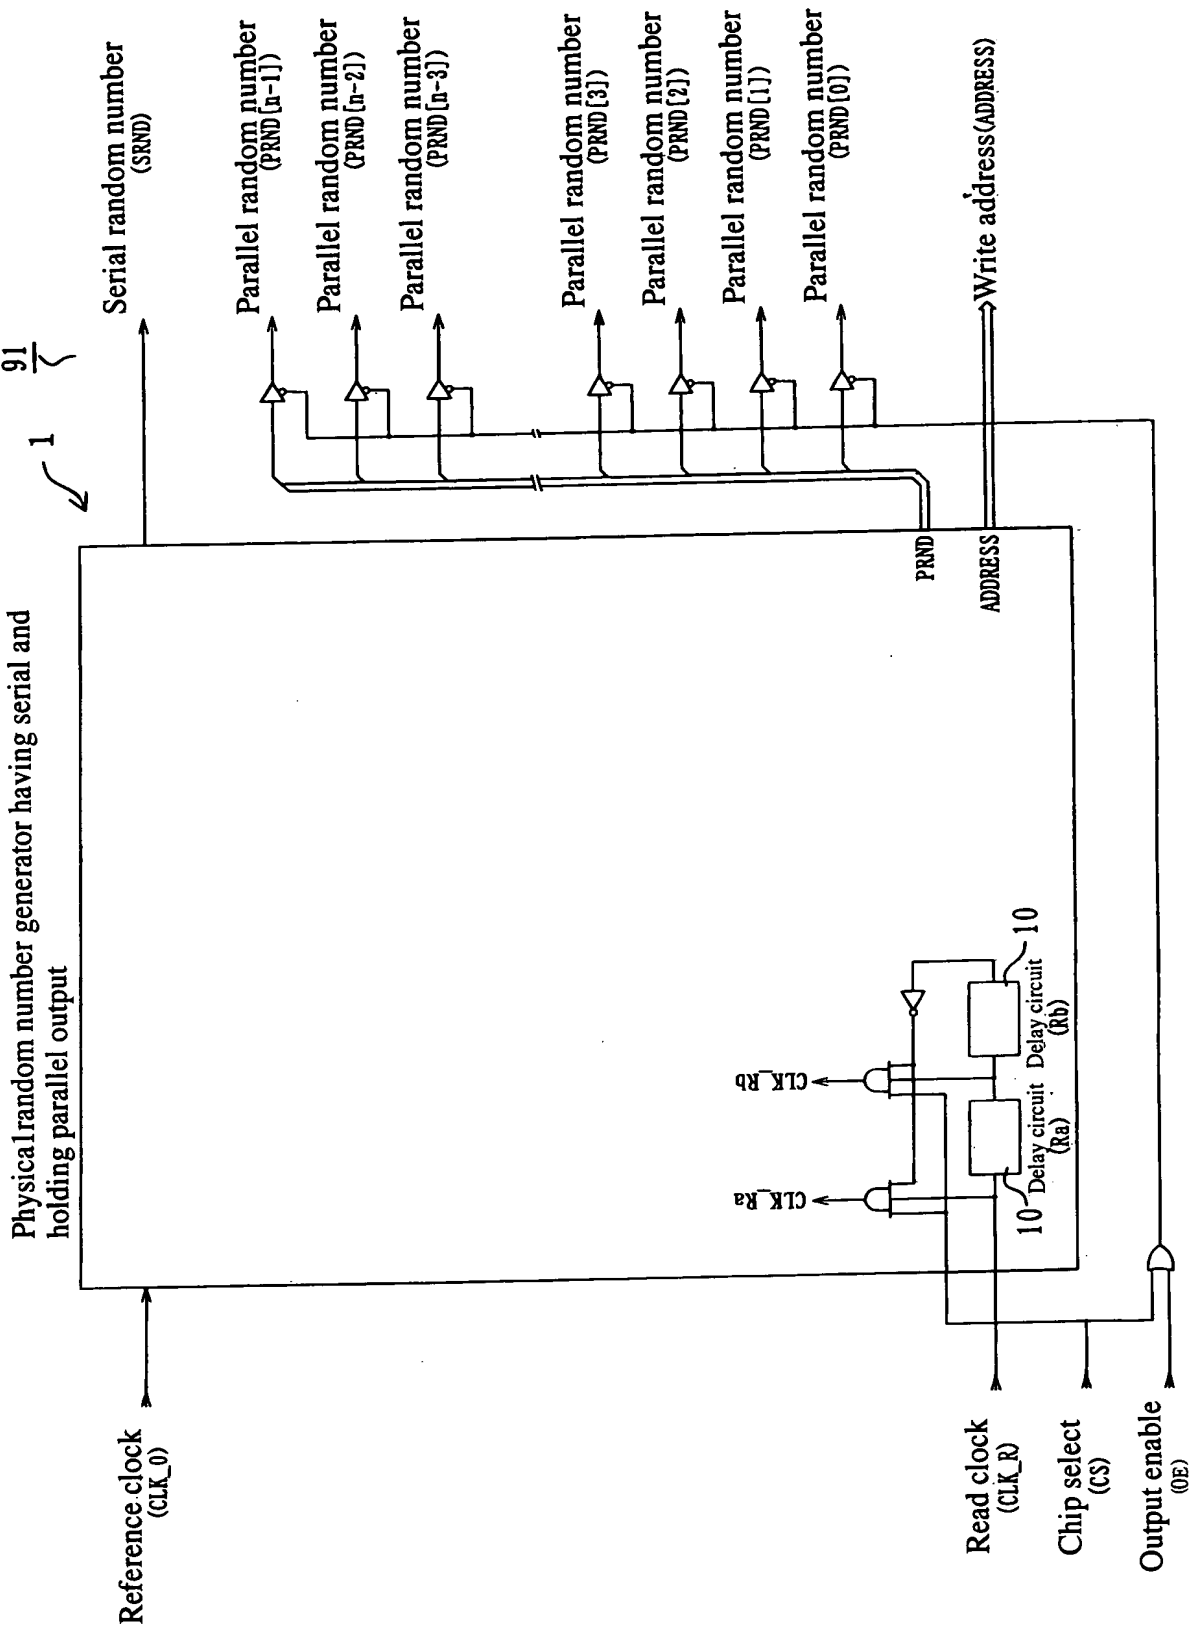 Physical random number generator having serial and
holding parallel output
1
91
Reference clock
(CLK_0)
Serial random number
(SRND)
Parallel random number
(PRND[n-1])
Parallel random number
(PRND[n-2])
Parallel random number
(PRND[n-3])
Parallel random number
(PRND[3])
Parallel random number
(PRND[2])
Parallel random number
(PRND[1])
Parallel random number
(PRND[0])
PRND
ADDRESS
Write address(ADDRESS)
CLK_Ra
CLK_Rb
10
Delay circuit
(Ra)
Delay circuit
(Rb)
10
Read clock
(CLK_R)
Chip select
(CS)
Output enable
(OE)